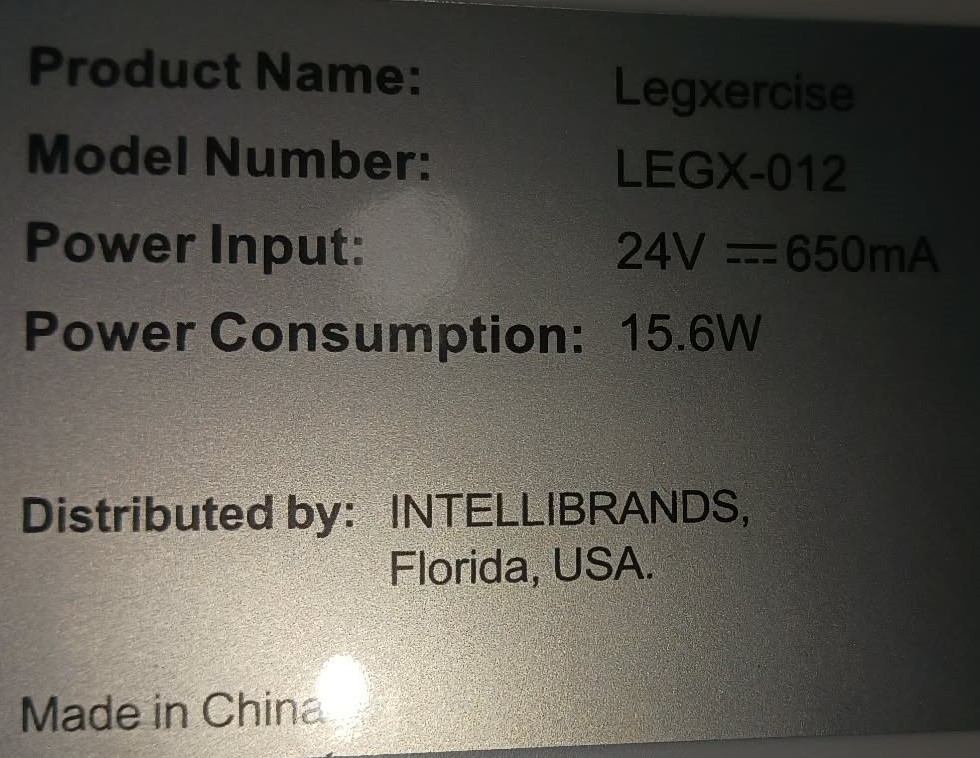 Product Name: Legxercise
Model Number: LEGX-012
Power Input: 24V ⎓ 650mA
Power Consumption: 15.6W
Distributed by: INTELLIBRANDS,
Florida, USA.
Made in China